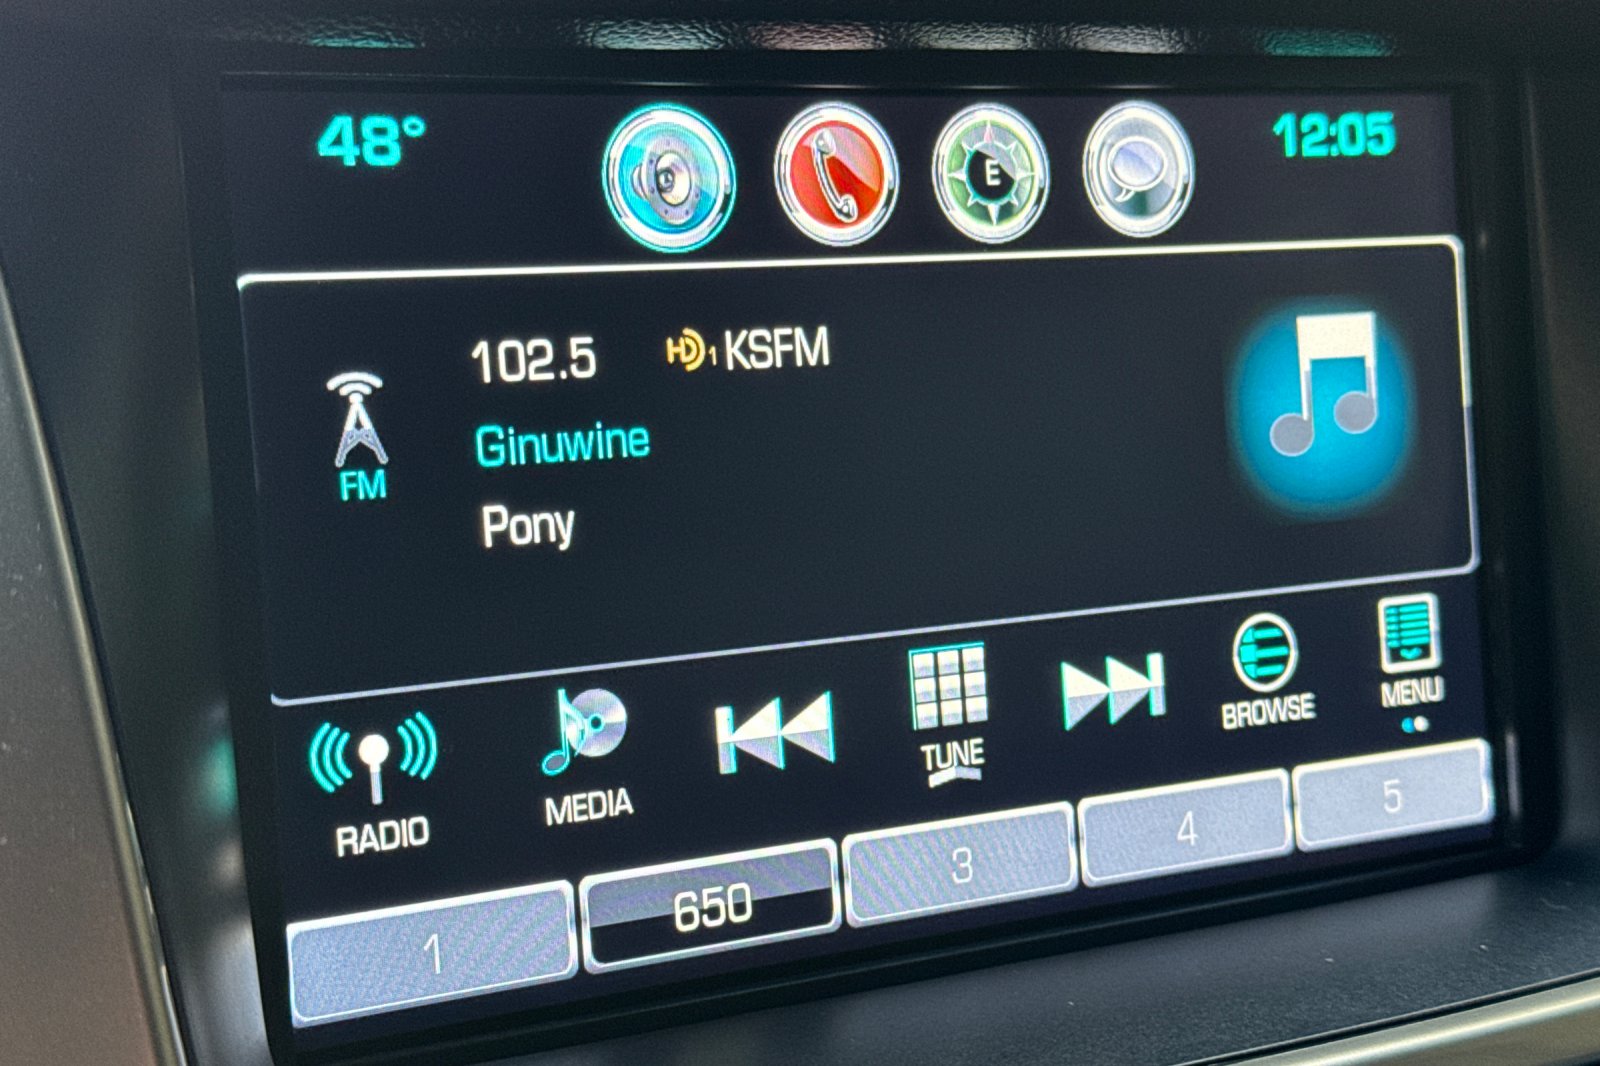 48° E 12:05
102.5 HD1 KSFM
Ginuwine
FM
Pony
RADIO MEDIA TUNE BROWSE MENU
1 650 3 4 5